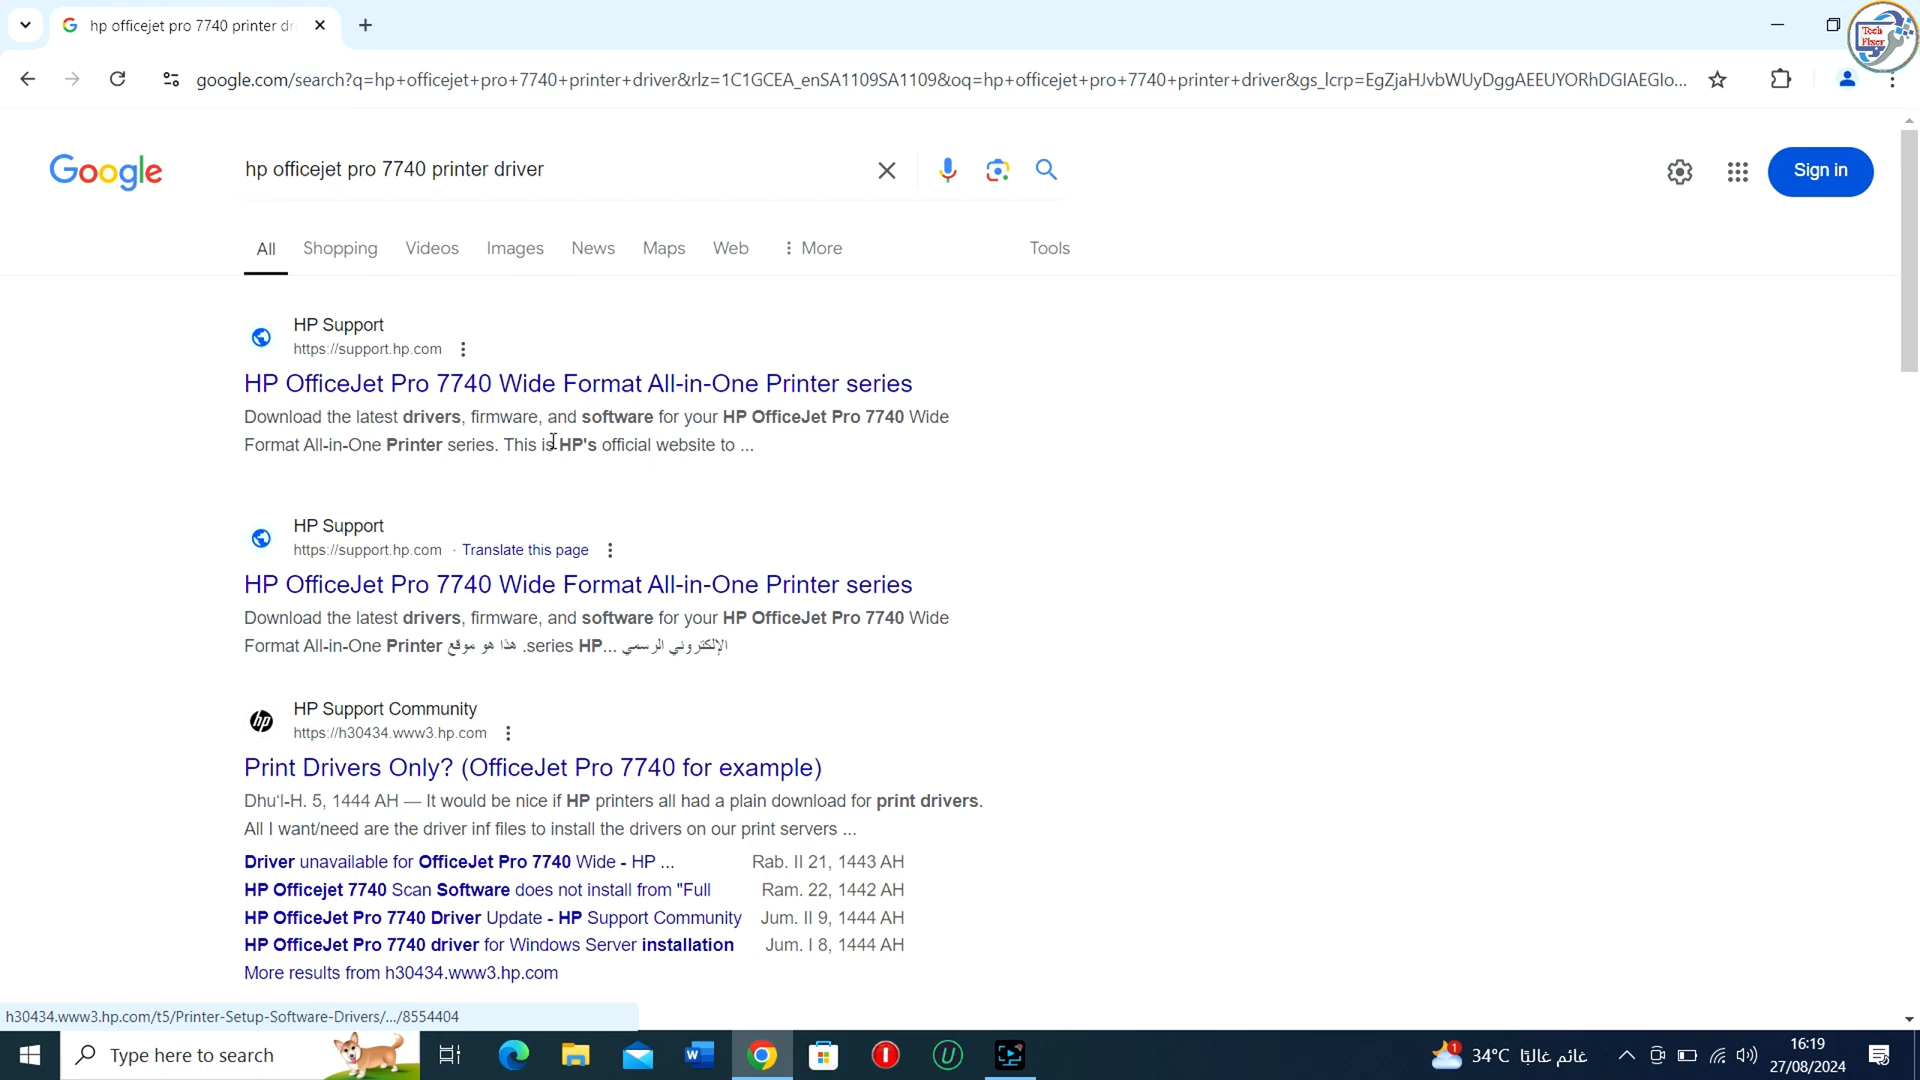 hp officejet pro 7740 printer dr
google.com/search?q=hp+officejet+pro+7740+printer+driver&rlz=1C1GCEA_enSA1109SA1109&oq=hp+officejet+pro+7740+printer+driver&gs_lcrp=EgZjaHJvbWUyDggAEEUYORhDGIAEGIo...
Tech
Fixer
Google
hp officejet pro 7740 printer driver
Sign in
All Shopping Videos Images News Maps Web More Tools
HP Support
https://support.hp.com
HP OfficeJet Pro 7740 Wide Format All-in-One Printer series
Download the latest drivers, firmware, and software for your HP OfficeJet Pro 7740 Wide
Format All-in-One Printer series. This is HP's official website to ...
HP Support
https://support.hp.com · Translate this page
HP OfficeJet Pro 7740 Wide Format All-in-One Printer series
Download the latest drivers, firmware, and software for your HP OfficeJet Pro 7740 Wide
Format All-in-One Printer series. هذا هو موقع HP... الإلكتروني الرسمي
hp
HP Support Community
https://h30434.www3.hp.com
Print Drivers Only? (OfficeJet Pro 7740 for example)
Dhuʻl-H. 5, 1444 AH — It would be nice if HP printers all had a plain download for print drivers.
All I want/need are the driver inf files to install the drivers on our print servers ...
Driver unavailable for OfficeJet Pro 7740 Wide - HP ... Rab. II 21, 1443 AH
HP Officejet 7740 Scan Software does not install from "Full Ram. 22, 1442 AH
HP OfficeJet Pro 7740 Driver Update - HP Support Community Jum. II 9, 1444 AH
HP OfficeJet Pro 7740 driver for Windows Server installation Jum. I 8, 1444 AH
More results from h30434.www3.hp.com
h30434.www3.hp.com/t5/Printer-Setup-Software-Drivers/.../8554404
Type here to search
1
34°C غائم غالبًا
16:19
27/08/2024